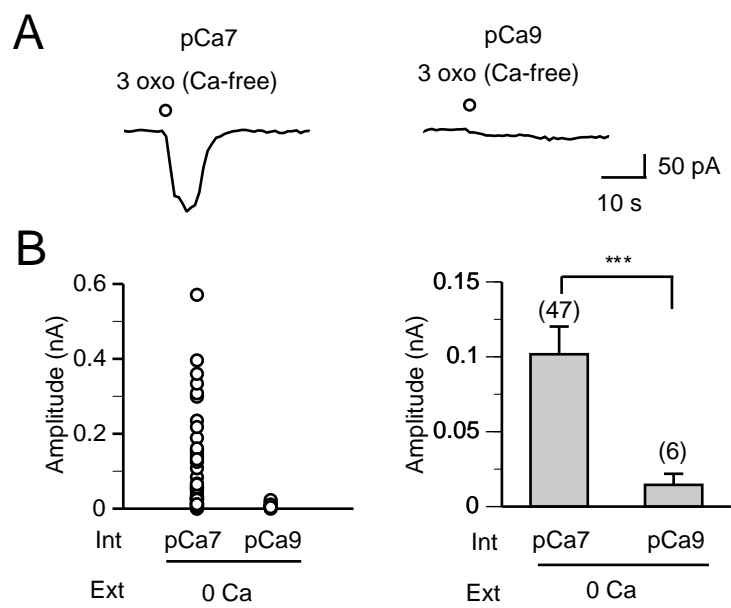 A
pCa7
pCa9
3 oxo (Ca-free)
3 oxo (Ca-free)
50 pA
10 s
B
Amplitude (nA)
0.6
0.4
0.2
0
Int
pCa7
pCa9
Ext
0 Ca
Amplitude (nA)
0.15
0.1
0.05
0
***
(47)
(6)
Int
pCa7
pCa9
Ext
0 Ca